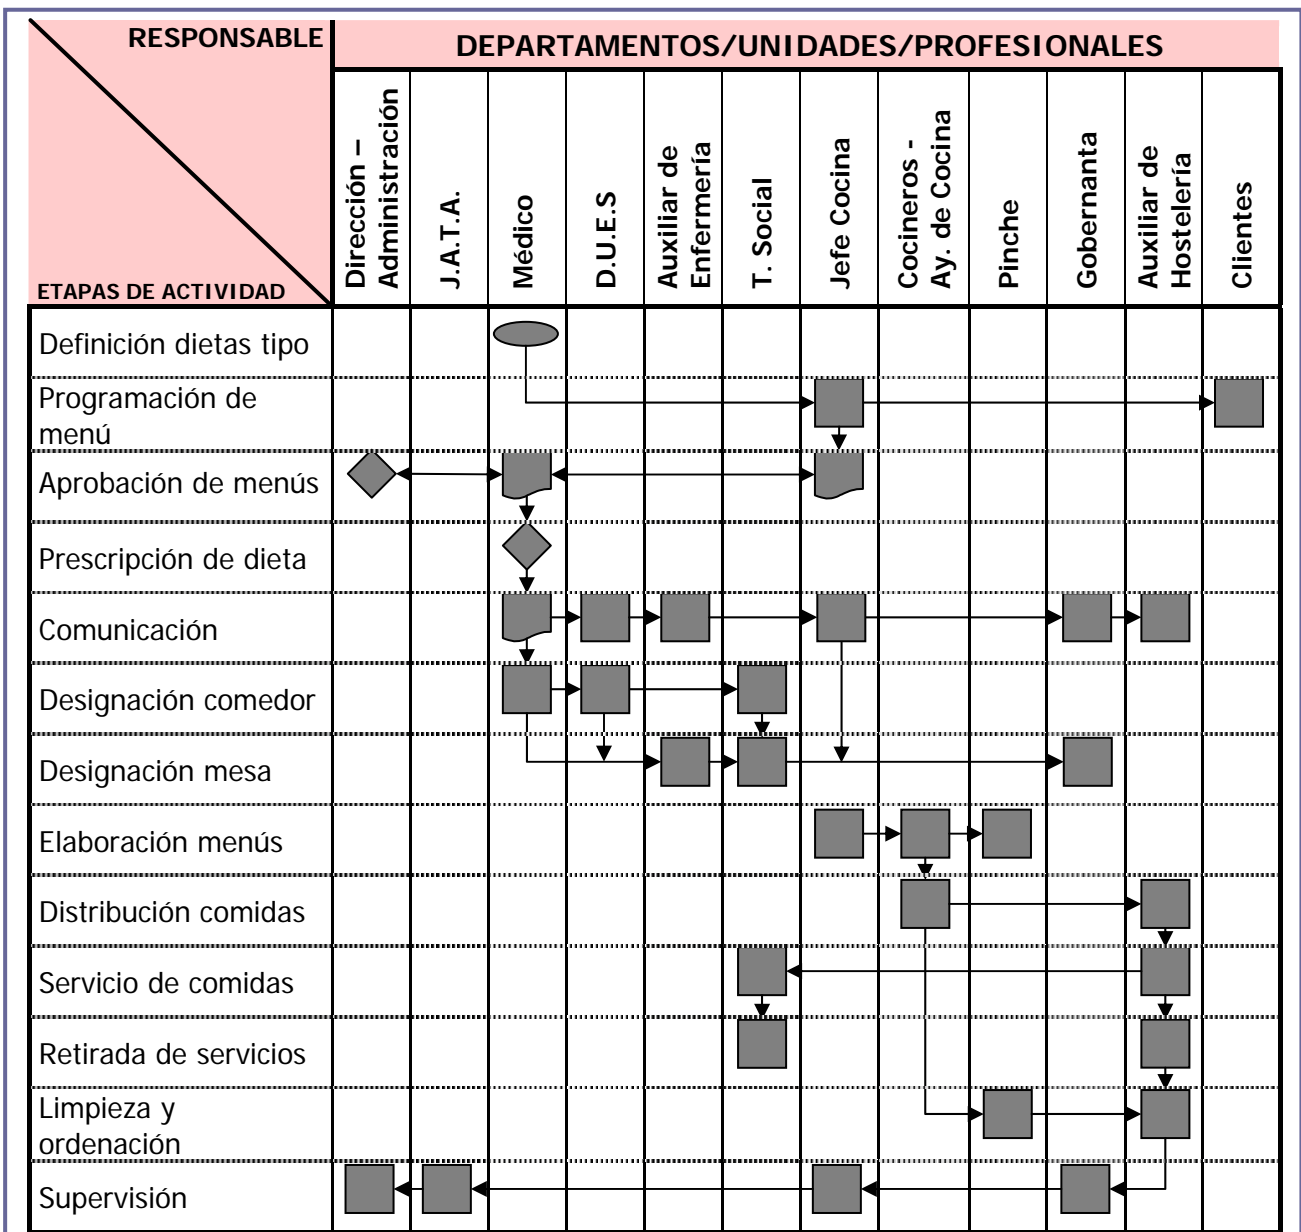 RESPONSABLE
DEPARTAMENTOS/UNIDADES/PROFESIONALES
ETAPAS DE ACTIVIDAD
Dirección –
Administración
J.A.T.A.
Médico
D.U.E.S
Auxiliar de
Enfermería
T. Social
Jefe Cocina
Cocineros -
Ay. de Cocina
Pinche
Gobernanta
Auxiliar de
Hostelería
Clientes
Definición dietas tipo
Programación de
menú
Aprobación de menús
Prescripción de dieta
Comunicación
Designación comedor
Designación mesa
Elaboración menús
Distribución comidas
Servicio de comidas
Retirada de servicios
Limpieza y
ordenación
Supervisión